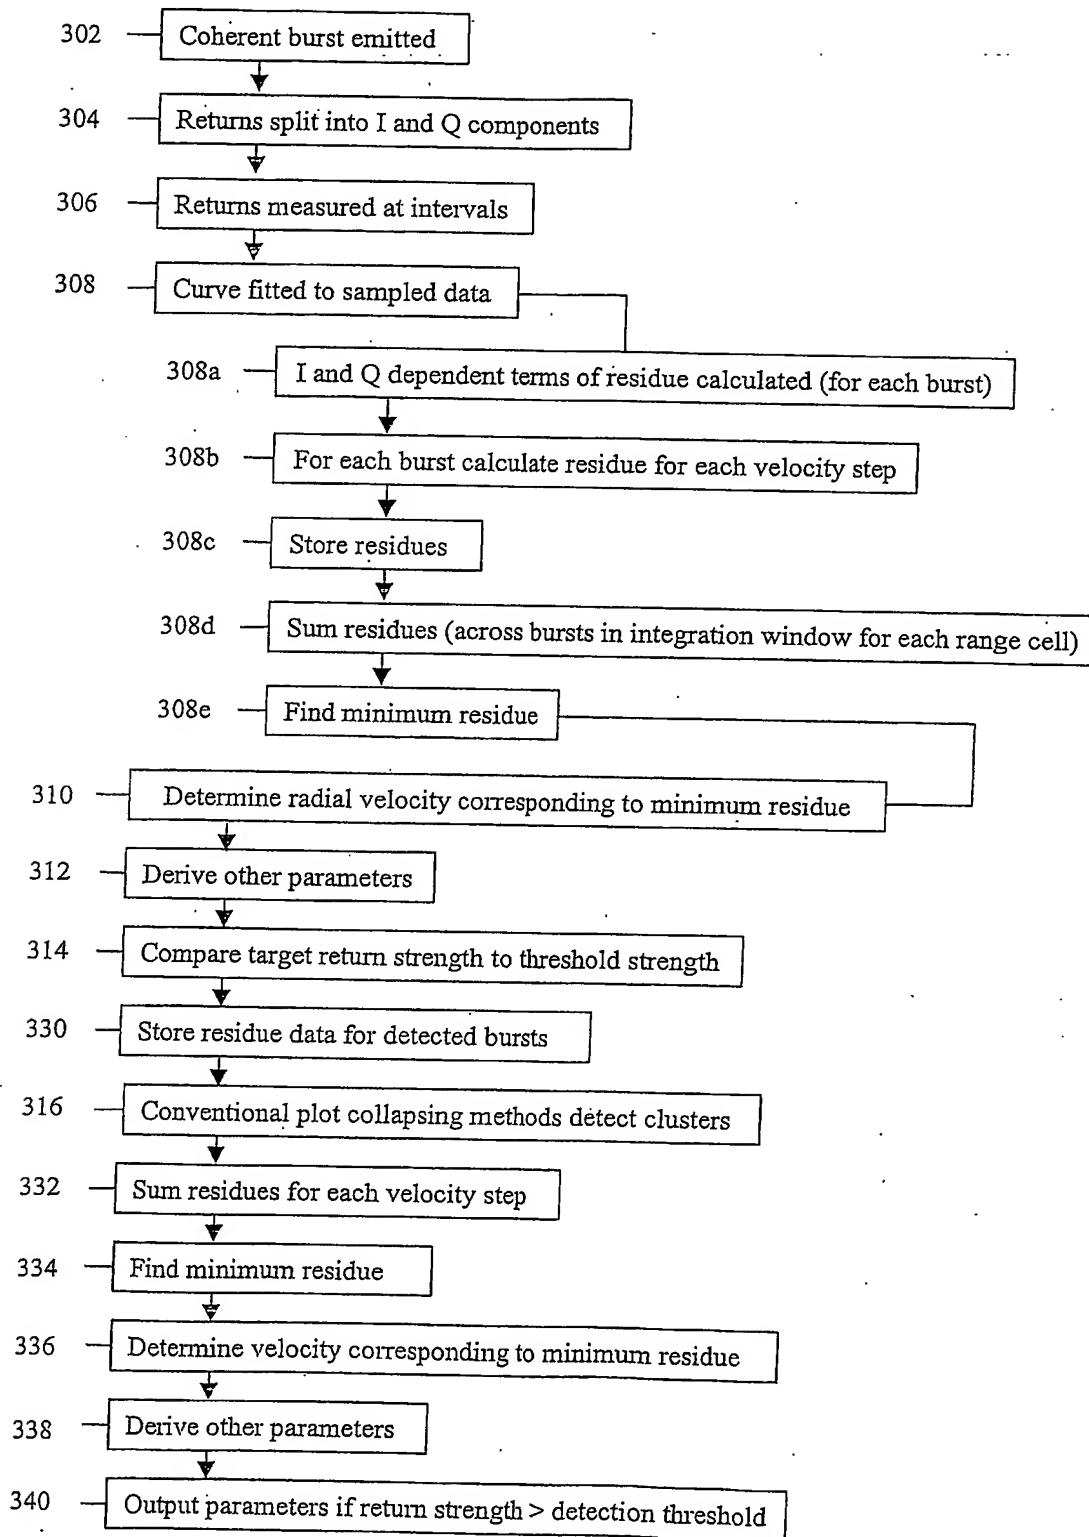 302 Coherent burst emitted
304 Returns split into I and Q components
306 Returns measured at intervals
308 Curve fitted to sampled data
308a I and Q dependent terms of residue calculated (for each burst)
308b For each burst calculate residue for each velocity step
308c Store residues
308d Sum residues (across bursts in integration window for each range cell)
308e Find minimum residue
310 Determine radial velocity corresponding to minimum residue
312 Derive other parameters
314 Compare target return strength to threshold strength
330 Store residue data for detected bursts
316 Conventional plot collapsing methods detect clusters
332 Sum residues for each velocity step
334 Find minimum residue
336 Determine velocity corresponding to minimum residue
338 Derive other parameters
340 Output parameters if return strength > detection threshold